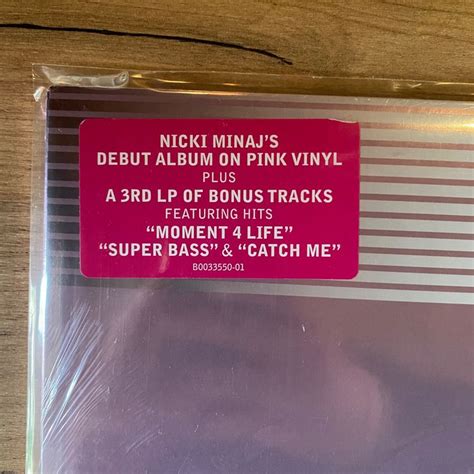 NICKI MINAJ'S
DEBUT ALBUM ON PINK VINYL
PLUS
A 3RD LP OF BONUS TRACKS
FEATURING HITS
“MOMENT 4 LIFE”
“SUPER BASS” & “CATCH ME”
B0033550-01